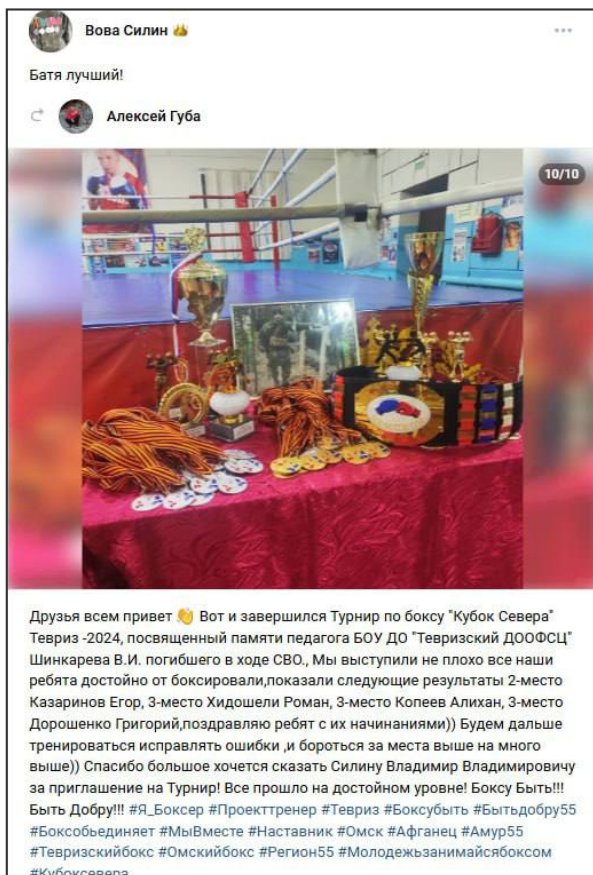 Вова Силин
Батя лучший!
Алексей Губа
10/10
Друзья всем привет 👏 Вот и завершился Турнир по боксу "Кубок Севера"
Тевриз -2024, посвященный памяти педагога БОУ ДО "Тевризский ДООФСЦ"
Шинкарева В.И. погибшего в ходе СВО., Мы выступили не плохо все наши
ребята достойно от боксировали,показали следующие результаты 2-место
Казаринов Егор, 3-место Хидошели Роман, 3-место Копеев Алихан, 3-место
Дорошенко Григорий,поздравляю ребят с их начинаниями)) Будем дальше
тренироваться исправлять ошибки ,и бороться за места выше на много
выше)) Спасибо большое хочется сказать Силину Владимир Владимировичу
за приглашение на Турнир! Все прошло на достойном уровне! Боксу Быть!!!
Быть Добру!!! #Я_Боксер #Проекттренер #Тевриз #Боксубыть #Бытьдобру55
#Боксобьединяет #МыВместе #Наставник #Омск #Афганец #Амур55
#Тевризскийбокс #Омскийбокс #Регион55 #Молодежьзанимайсябоксом
#Кубоксевера